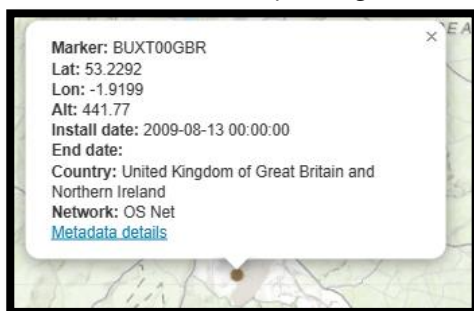 Marker: BUXT00GBR
Lat: 53.2292
Lon: -1.9199
Alt: 441.77
Install date: 2009-08-13 00:00:00
End date:
Country: United Kingdom of Great Britain and
Northern Ireland
Network: OS Net
Metadata details